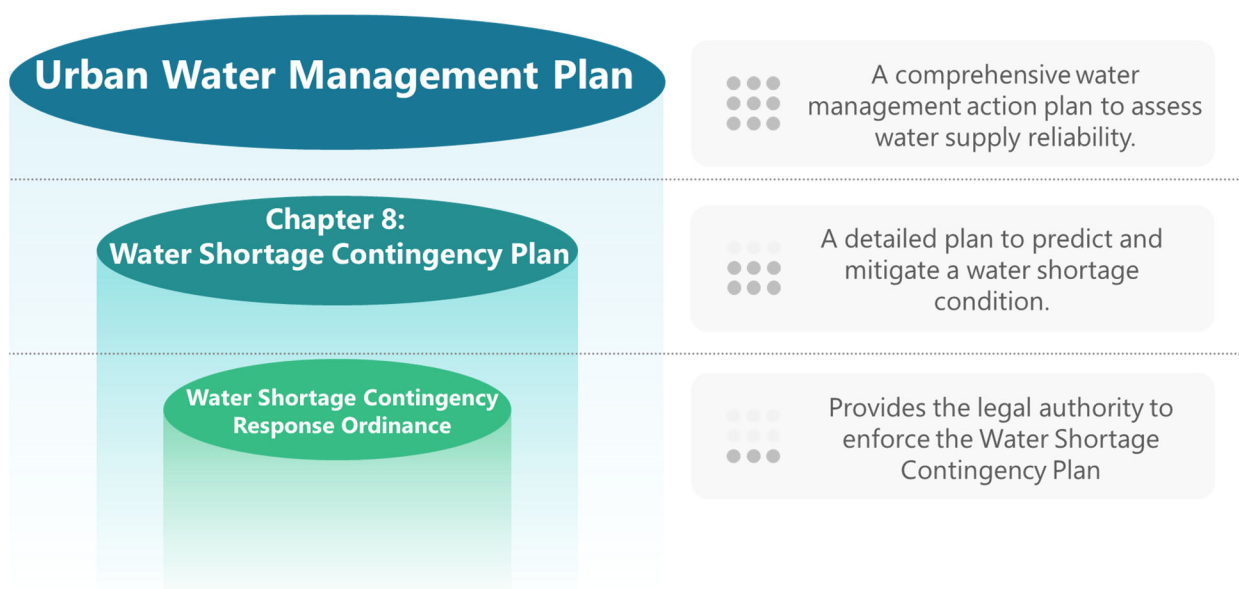 Urban Water Management Plan
A comprehensive water
management action plan to assess
water supply reliability.
Chapter 8:
Water Shortage Contingency Plan
A detailed plan to predict and
mitigate a water shortage
condition.
Water Shortage Contingency
Response Ordinance
Provides the legal authority to
enforce the Water Shortage
Contingency Plan